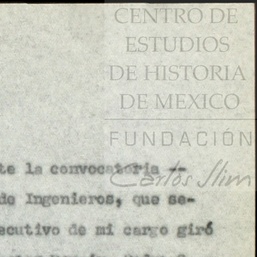 CENTRO DE
ESTUDIOS
DE HISTORIA
DE MEXICO
FUNDACIÓN
Carlos Slim
te la convocatoria --
de Ingenieros, que se-
ecutivo de mi cargo giró